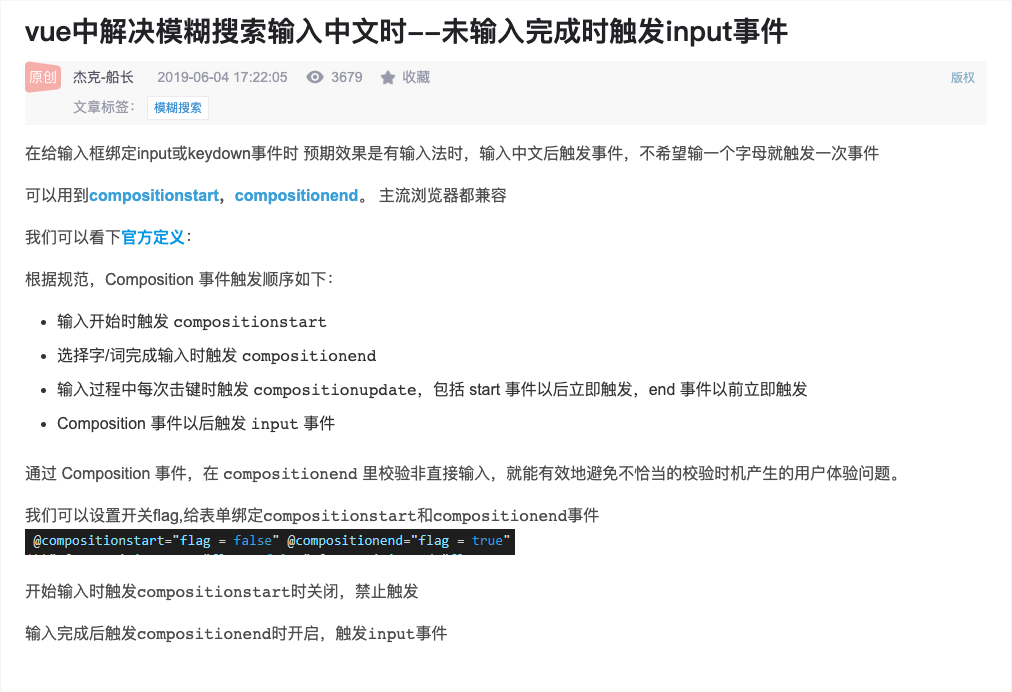 vue中解决模糊搜索输入中文时--未输入完成时触发input事件
原创 杰克-船长 2019-06-04 17:22:05 3679 收藏 版权
文章标签： 模糊搜索
在给输入框绑定input或keydown事件时 预期效果是有输入法时，输入中文后触发事件，不希望输一个字母就触发一次事件
可以用到compositionstart，compositionend。 主流浏览器都兼容
我们可以看下官方定义：
根据规范，Composition 事件触发顺序如下：
• 输入开始时触发 compositionstart
• 选择字/词完成输入时触发 compositionend
• 输入过程中每次击键时触发 compositionupdate，包括 start 事件以后立即触发，end 事件以前立即触发
• Composition 事件以后触发 input 事件
通过 Composition 事件，在 compositionend 里校验非直接输入，就能有效地避免不恰当的校验时机产生的用户体验问题。
我们可以设置开关flag,给表单绑定compositionstart和compositionend事件
@compositionstart="flag = false" @compositionend="flag = true"
开始输入时触发compositionstart时关闭，禁止触发
输入完成后触发compositionend时开启，触发input事件